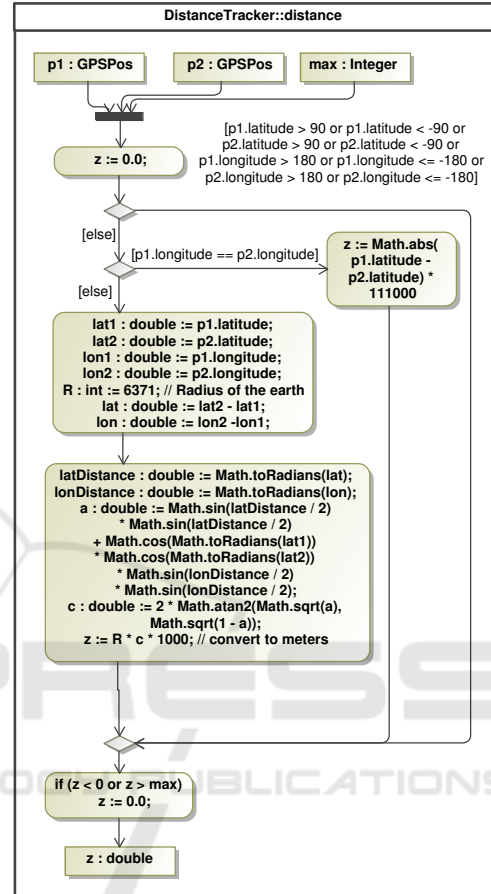 DistanceTracker::distance
p1 : GPSPos
p2 : GPSPos
max : Integer
[p1.latitude > 90 or p1.latitude < -90 or
p2.latitude > 90 or p2.latitude < -90 or
p1.longitude > 180 or p1.longitude <= -180 or
p2.longitude > 180 or p2.longitude <= -180]
z := 0.0;
[else]
[p1.longitude == p2.longitude]
z := Math.abs(
p1.latitude -
p2.latitude) *
111000
[else]
lat1 : double := p1.latitude;
lat2 : double := p2.latitude;
lon1 : double := p1.longitude;
lon2 : double := p2.longitude;
R : int := 6371; // Radius of the earth
lat : double := lat2 - lat1;
lon : double := lon2 -lon1;
latDistance : double := Math.toRadians(lat);
lonDistance : double := Math.toRadians(lon);
a : double := Math.sin(latDistance / 2)
* Math.sin(latDistance / 2)
+ Math.cos(Math.toRadians(lat1))
* Math.cos(Math.toRadians(lat2))
* Math.sin(lonDistance / 2)
* Math.sin(lonDistance / 2);
c : double := 2 * Math.atan2(Math.sqrt(a),
Math.sqrt(1 - a));
z := R * c * 1000; // convert to meters
if (z < 0 or z > max)
z := 0.0;
z : double